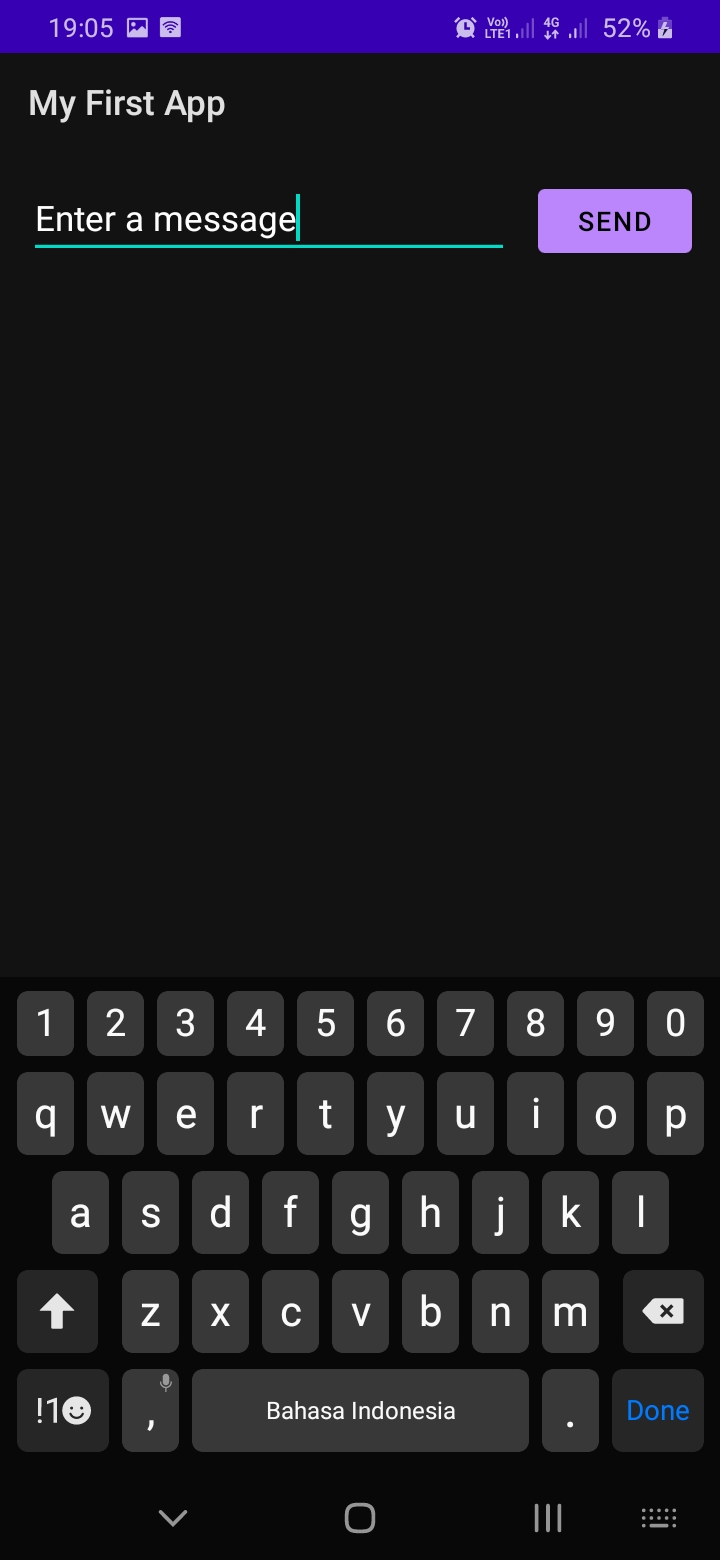 19:05 Vo)) LTE1 4G 52%
My First App
Enter a message SEND
1 2 3 4 5 6 7 8 9 0
q w e r t y u i o p
a s d f g h j k l
z x c v b n m
!1 , Bahasa Indonesia . Done